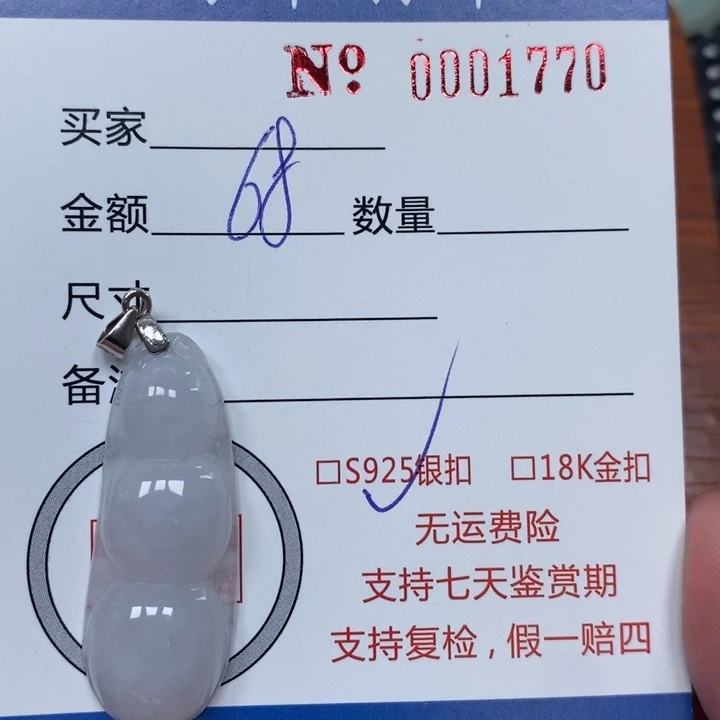 № 0001770
买家
68
金额 数量
尺寸
备
□S925银扣 □18K金扣
无运费险
支持七天鉴赏期
支持复检,假一赔四